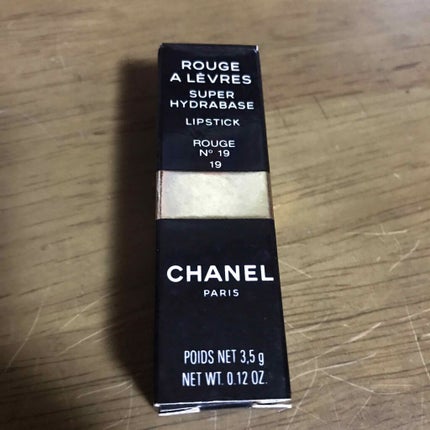 ROUGE
A LÈVRES
SUPER
HYDRABASE
LIPSTICK
ROUGE
Nº 19
19
CHANEL
PARIS
POIDS NET 3,5 g
NET WT. 0.12 OZ.